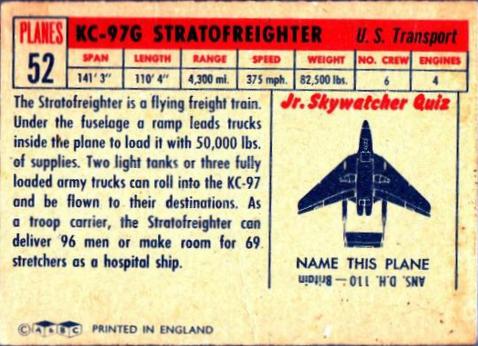 PLANES
52
KC-97G STRATOFREIGHTER U. S. Transport
SPAN LENGTH RANGE SPEED WEIGHT NO. CREW ENGINES
141' 3" 110' 4" 4,300 mi. 375 mph. 82,500 lbs. 6 4
The Stratofreighter is a flying freight train.
Under the fuselage a ramp leads trucks
inside the plane to load it with 50,000 lbs.
of supplies. Two light tanks or three fully
loaded army trucks can roll into the KC-97
and be flown to their destinations. As
a troop carrier, the Stratofreighter can
deliver 96 men or make room for 69
stretchers as a hospital ship.
Jr. Skywatcher Quiz
NAME THIS PLANE
ANS. D.H. 110 — Britain
© A&BC PRINTED IN ENGLAND